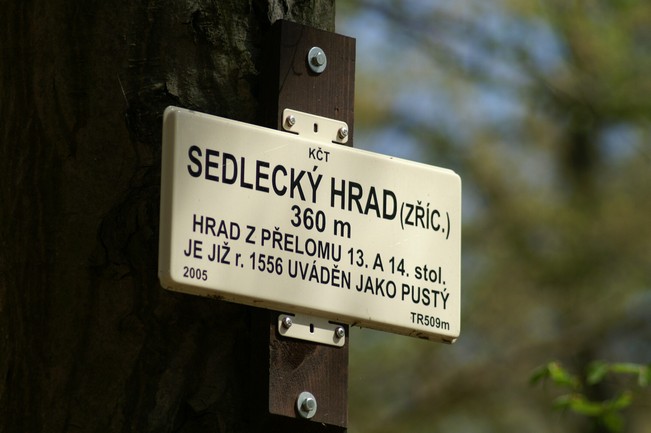 KČT
SEDLECKÝ HRAD (ZŘÍC.)
360 m
HRAD Z PŘELOMU 13. A 14. stol.
JE JIŽ r. 1556 UVÁDĚN JAKO PUSTÝ
2005
TR509m